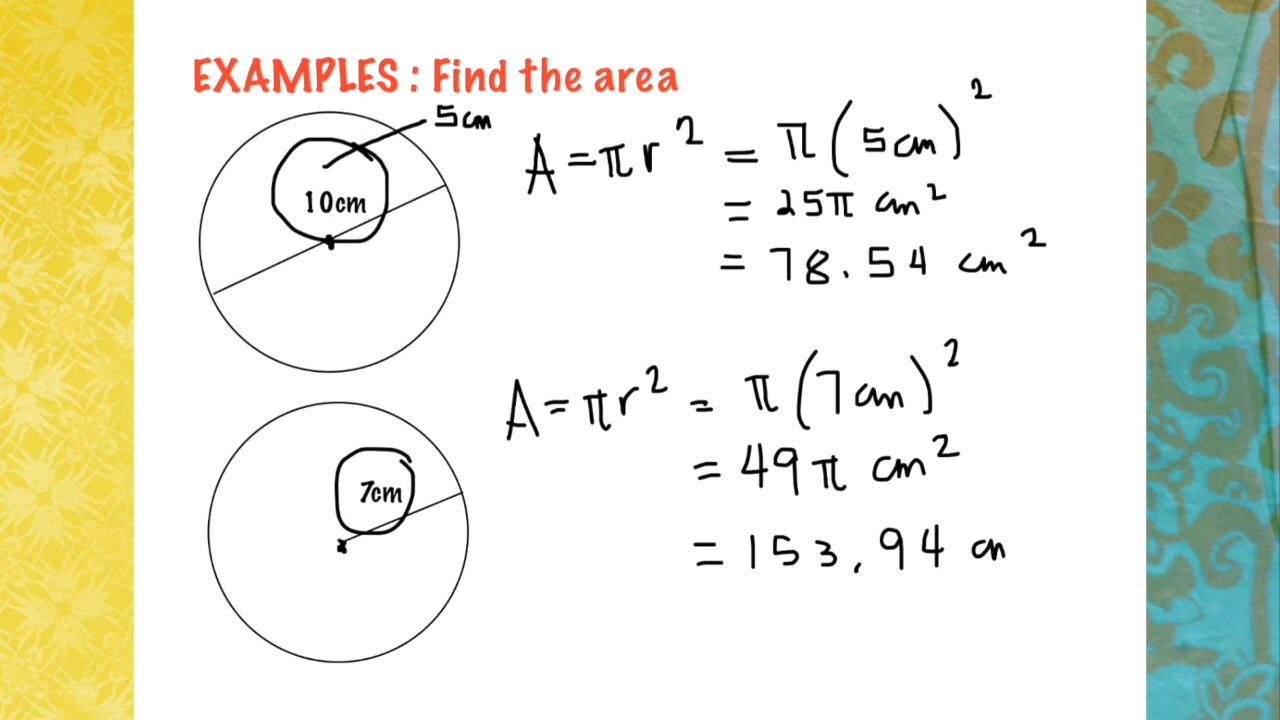 EXAMPLES : Find the area
5cm
10cm
A = πr² = π(5cm)²
= 25π cm²
= 78.54 cm²
7cm
A = πr² = π(7cm)²
= 49π cm²
= 153.94 cm